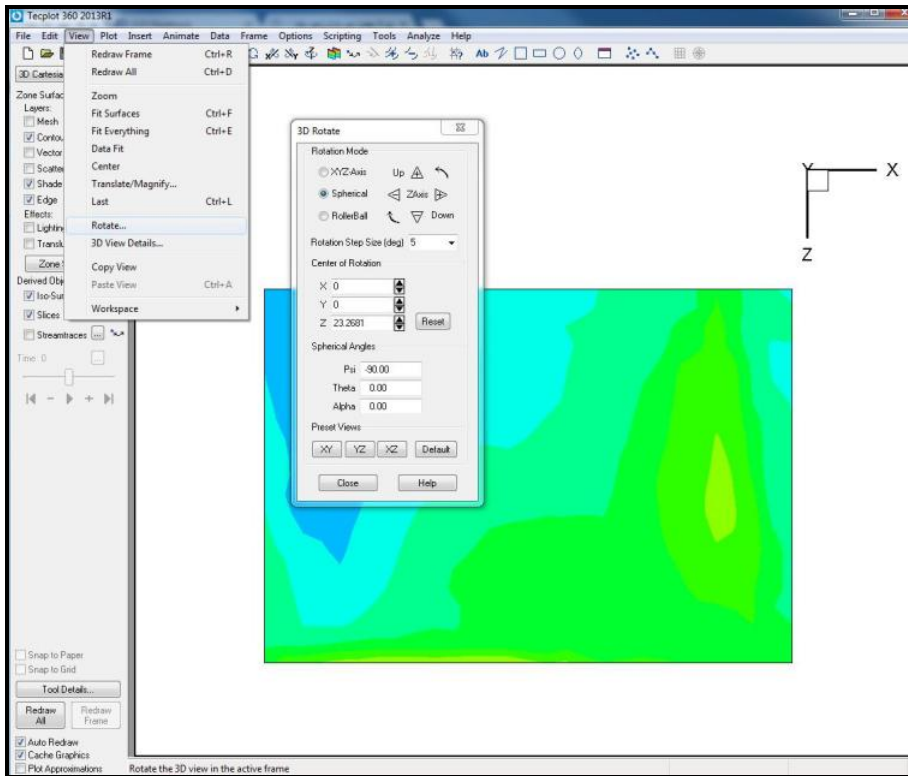 Tecplot 360 2013R1
File Edit View Plot Insert Animate Data Frame Options Scripting Tools Analyze Help
Redraw Frame Ctrl+R
Redraw All Ctrl+D
Zoom
Fit Surfaces Ctrl+F
Fit Everything Ctrl+E
Data Fit
Center
Translate/Magnify...
Last Ctrl+L
Rotate...
3D View Details...
Copy View
Paste View Ctrl+A
Workspace
3D Cartesia
Zone Surfac
Layers:
Mesh
Contou
Vector
Scatte
Shade
Edge
Effects:
Lightin
Transl
Zone
Derived Obj
Iso-Sur
Slices
Streamtraces ...
Time: 0 ...
Snap to Paper
Snap to Grid
Tool Details...
Redraw All
Redraw Frame
Auto Redraw
Cache Graphics
Plot Approximations
Ab
3D Rotate
Rotation Mode
XYZ-Axis Up
Spherical ZAxis
RollerBall Down
Rotation Step Size (deg) 5
Center of Rotation
X 0
Y 0
Z 23.2681 Reset
Spherical Angles
Psi -90.00
Theta 0.00
Alpha 0.00
Preset Views
XY YZ XZ Default
Close Help
Y X
Z
Rotate the 3D view in the active frame